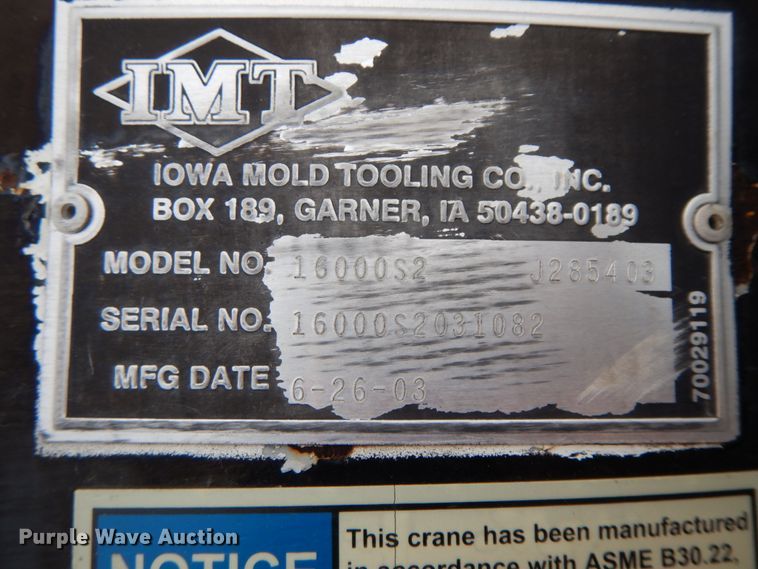 IMT
IOWA MOLD TOOLING CO., INC.
BOX 189, GARNER, IA 50438-0189
MODEL NO. 16000S2 J285403
SERIAL NO. 16000S2031082
MFG DATE 6-26-03
70029119
NOTICE
This crane has been manufactured
in accordance with ASME B30.22,
Purple Wave Auction